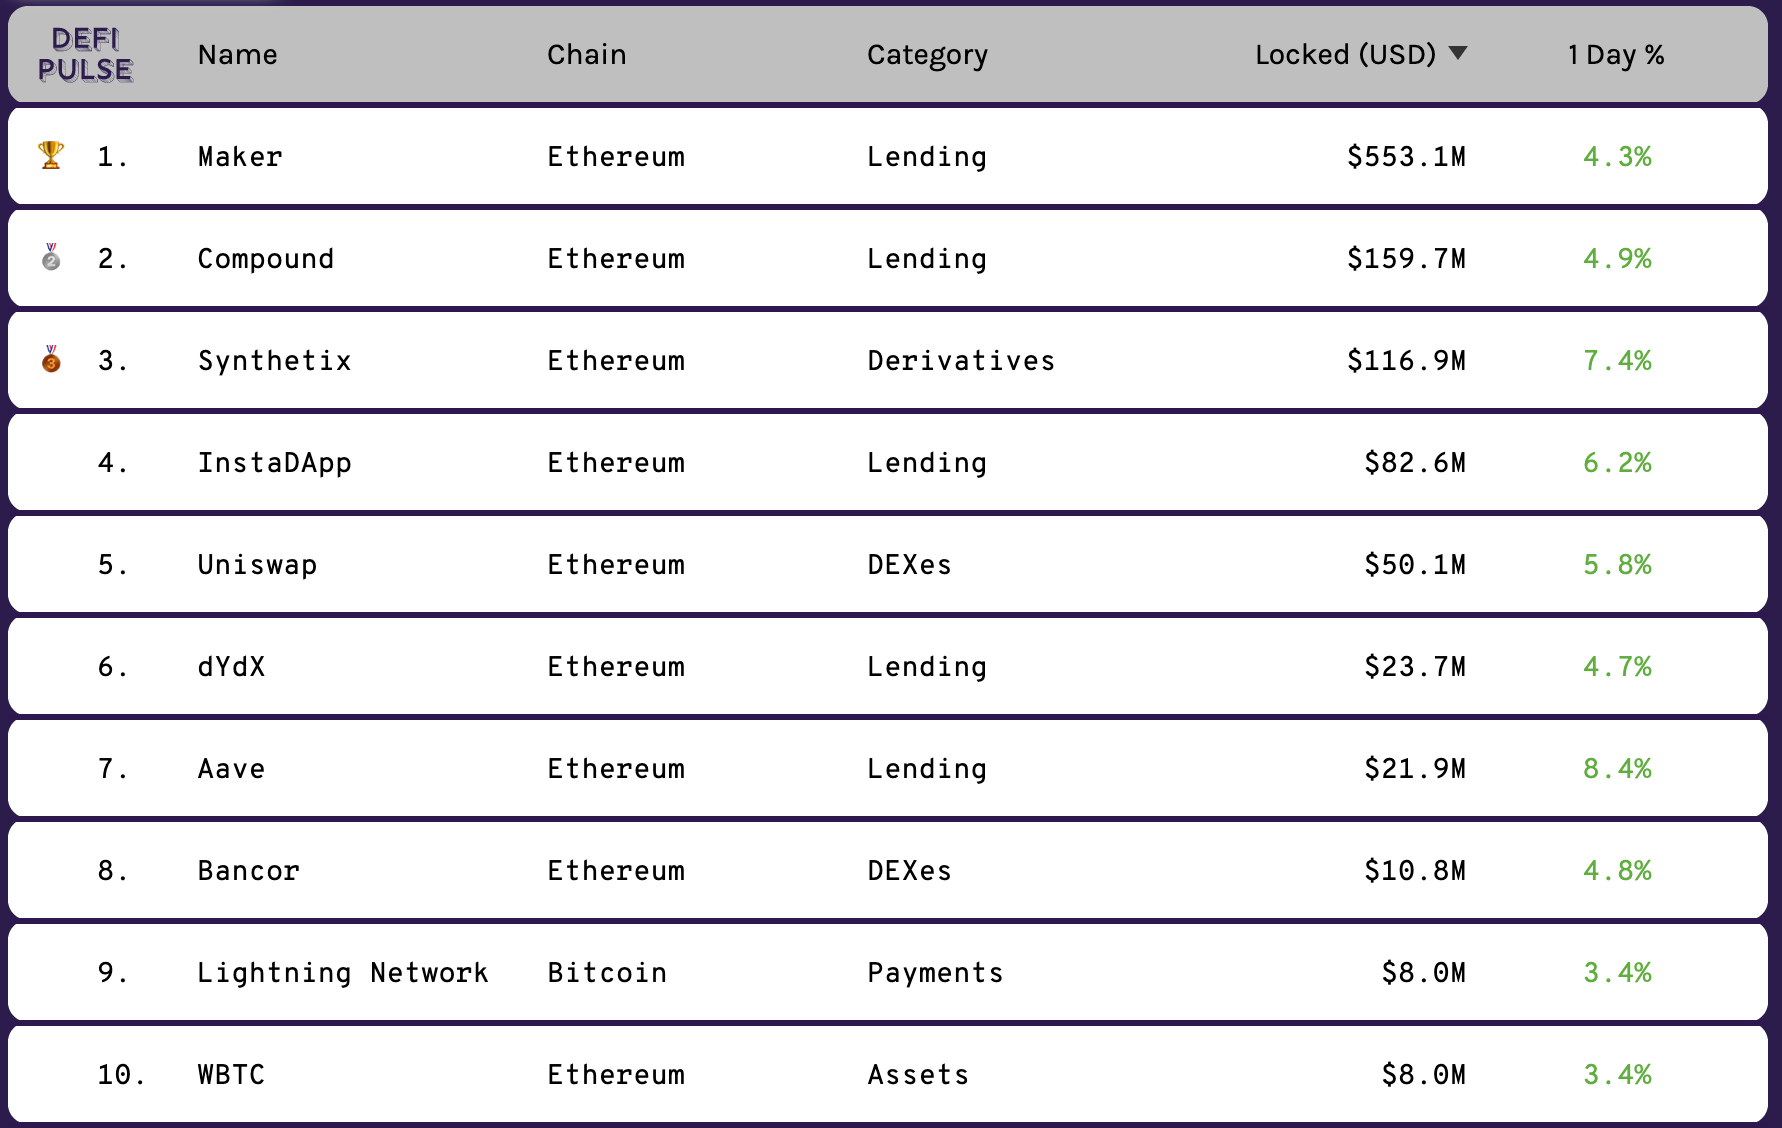 DEFI PULSE Name Chain Category Locked (USD) ▼ 1 Day %
1. Maker Ethereum Lending $553.1M 4.3%
2. Compound Ethereum Lending $159.7M 4.9%
3. Synthetix Ethereum Derivatives $116.9M 7.4%
4. InstaDApp Ethereum Lending $82.6M 6.2%
5. Uniswap Ethereum DEXes $50.1M 5.8%
6. dYdX Ethereum Lending $23.7M 4.7%
7. Aave Ethereum Lending $21.9M 8.4%
8. Bancor Ethereum DEXes $10.8M 4.8%
9. Lightning Network Bitcoin Payments $8.0M 3.4%
10. WBTC Ethereum Assets $8.0M 3.4%